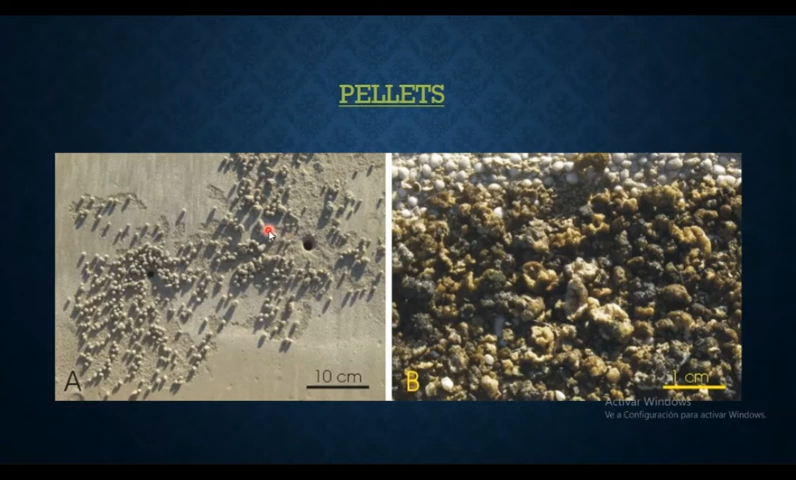 PELLETS
A
10 cm
B
1 cm
Activar Windows
Ve a Configuración para activar Windows.